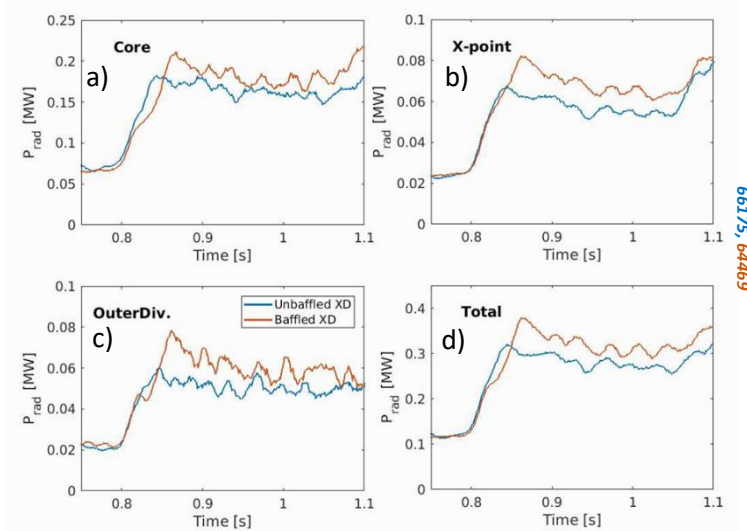 Core
a)
P_rad [MW]
0.25
0.2
0.15
0.1
0.05
0
0.8
0.9
1
1.1
Time [s]
X-point
b)
P_rad [MW]
0.1
0.08
0.06
0.04
0.02
0
0.8
0.9
1
1.1
Time [s]
OuterDiv.
c)
Unbaffled XD
Baffled XD
P_rad [MW]
0.1
0.08
0.06
0.04
0.02
0
0.8
0.9
1
1.1
Time [s]
Total
d)
P_rad [MW]
0.4
0.3
0.2
0.1
0
0.8
0.9
1
1.1
Time [s]
66175, 64469